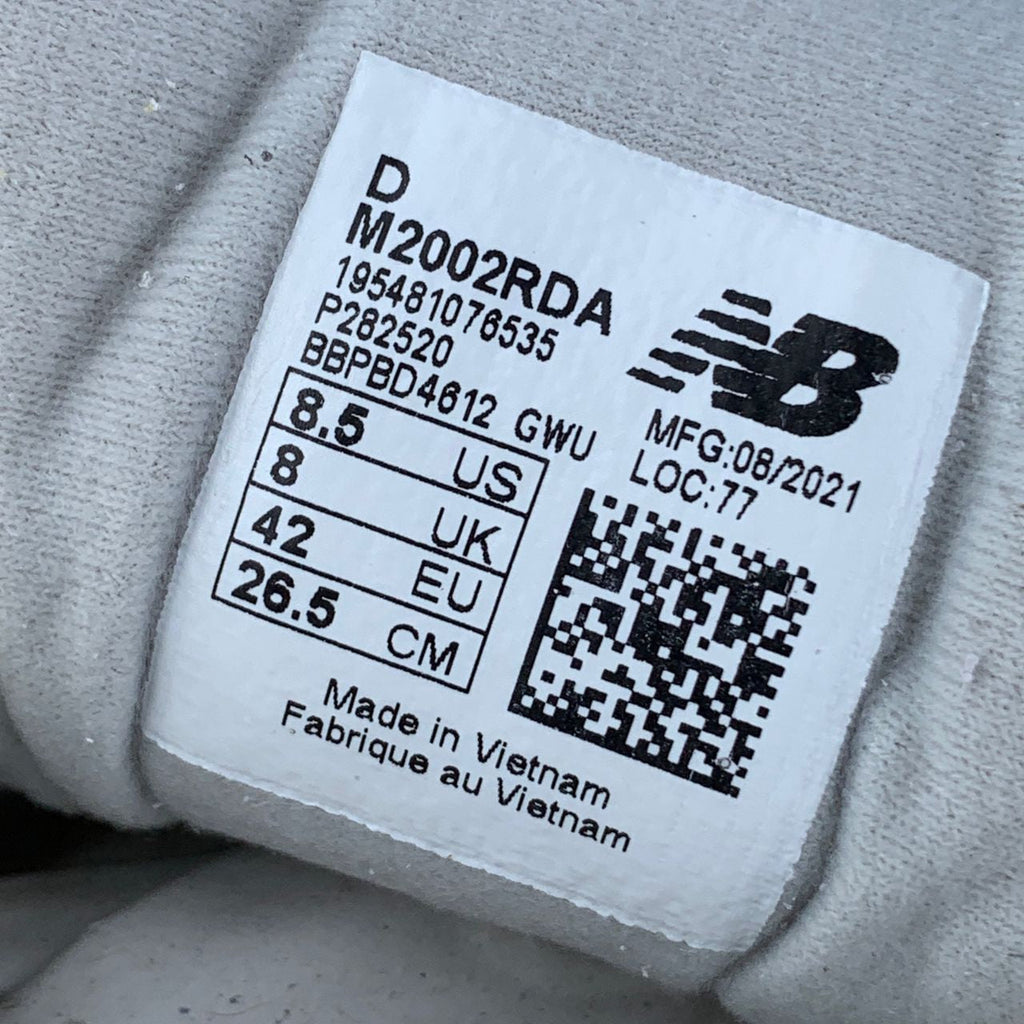 D
M2002RDA
195481076535
P282520
BBPBD4612 GWU
8.5 US
8 UK
42 EU
26.5 CM
NB
MFG:08/2021
LOC:77
Made in Vietnam
Fabrique au Vietnam